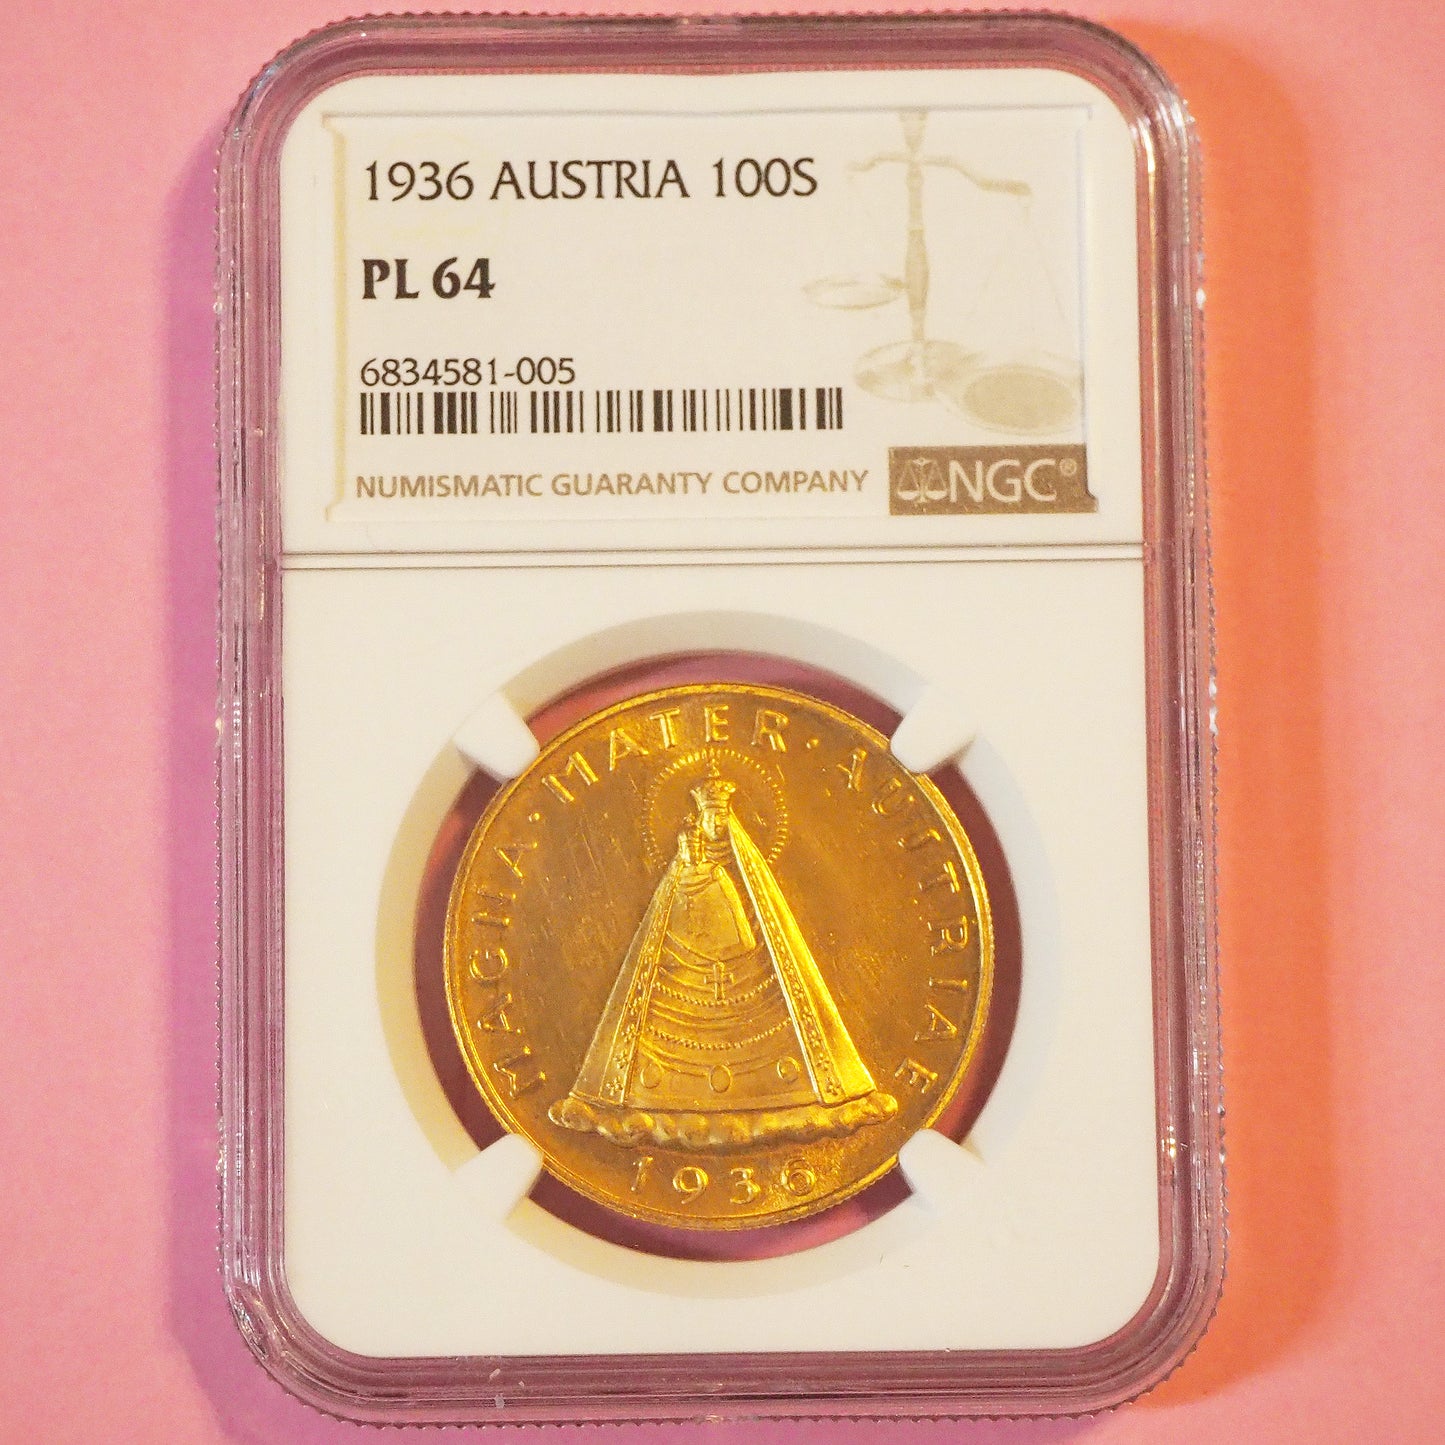 1936 AUSTRIA 100S
PL 64
6834581-005
NUMISMATIC GUARANTY COMPANY
NGC®
MAGNA · MATER · AUSTRIAE
1936